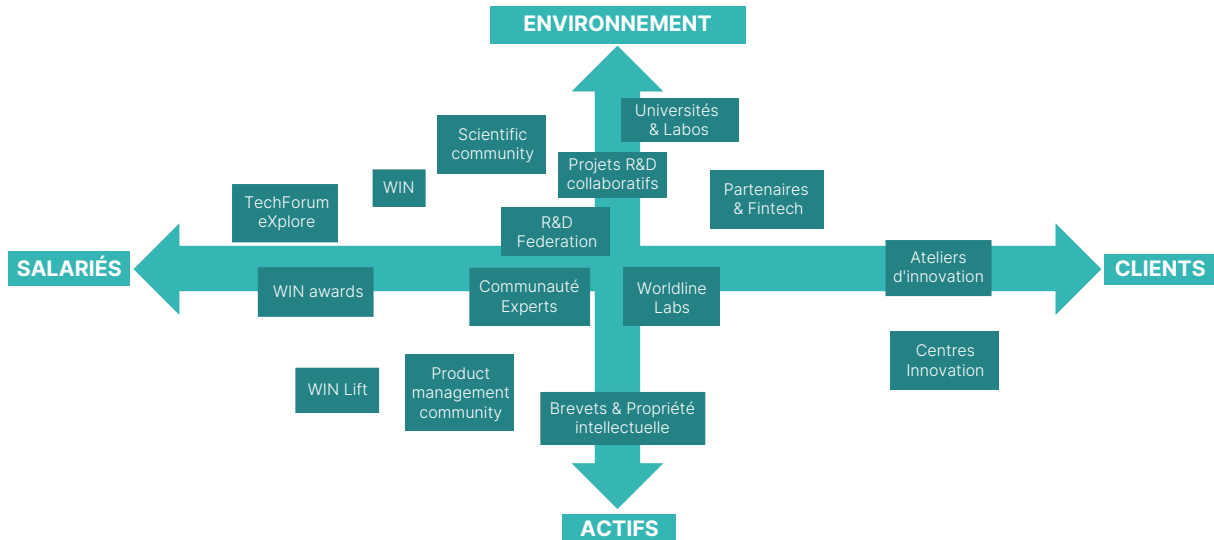 ENVIRONNEMENT
Universités
& Labos
Scientific
community
Projets R&D
collaboratifs
WIN
Partenaires
& Fintech
TechForum
eXplore
R&D
Federation
SALARIÉS
Ateliers
d'innovation
CLIENTS
WIN awards
Communauté
Experts
Worldline
Labs
Centres
Innovation
WIN Lift
Product
management
community
Brevets & Propriété
intellectuelle
ACTIFS